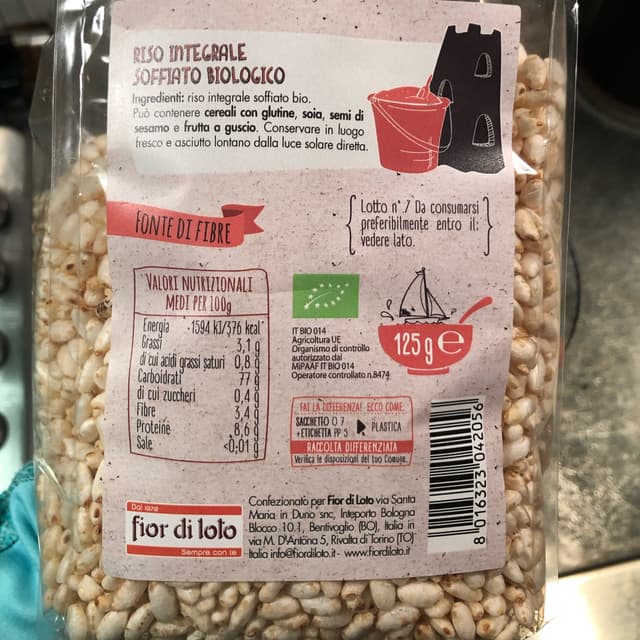 RISO INTEGRALE
SOFFIATO BIOLOGICO
Ingredienti: riso integrale soffiato bio.
Può contenere cereali con glutine, soia, semi di
sesamo e frutta a guscio. Conservare in luogo
fresco e asciutto lontano dalla luce solare diretta.
FONTE DI FIBRE
Lotto n° / Da consumarsi
preferibilmente entro il:
vedere lato.
VALORI NUTRIZIONALI
MEDI PER 100g
Energia 1594 kJ/376 kcal
Grassi 3,1 g
di cui acidi grassi saturi 0,8 g
Carboidrati 77 g
di cui zuccheri 0,4 g
Fibre 3,4 g
Proteine 8,6 g
Sale <0,01 g
IT BIO 014
Agricoltura UE
Organismo di controllo
autorizzato dal
MIPAAF IT BIO 014
Operatore controllato n.8474
125 g e
FAI LA DIFFERENZA! ECCO COME:
SACCHETTO O 7
+ETICHETTA PP 5
PLASTICA
RACCOLTA DIFFERENZIATA
Verifica le disposizioni del tuo Comune.
Dal 1972
fior di loto
Sempre con te
Confezionato per Fior di Loto via Santa
Maria in Duno snc, Interporto Bologna
Blocco 10.1, Bentivoglio (BO), Italia in
via M. D'Antona 5, Rivalta di Torino (TO)
Italia info@fiordiloto.it - www.fiordiloto.it
8 016323 042056